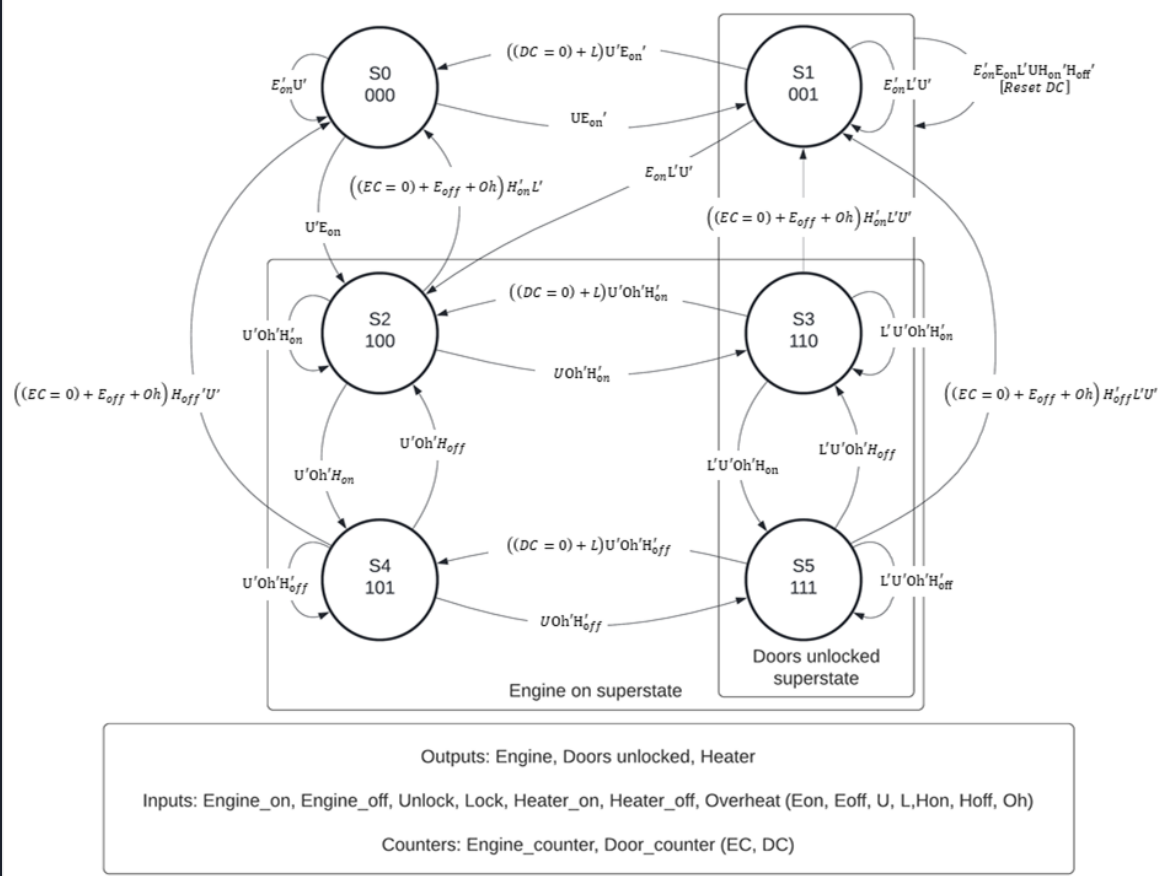 ((DC = 0) + L)U′Eon′
S0
000
S1
001
E′onU′
E′onL′U′
E′onEonL′UHon′Hoff′
[Reset DC]
UEon′
EonL′U′
((EC = 0) + Eoff + Oh)H′onL′
((EC = 0) + Eoff + Oh)H′onL′U′
U′Eon
((DC = 0) + L)U′Oh′H′on
S2
100
S3
110
U′Oh′H′on
L′U′Oh′H′on
UOh′H′on
((EC = 0) + Eoff + Oh)Hoff′U′
((EC = 0) + Eoff + Oh)H′offL′U′
U′Oh′Hoff
L′U′Oh′Hoff
U′Oh′Hon
L′U′Oh′Hon
((DC = 0) + L)U′Oh′H′off
S4
101
S5
111
U′Oh′H′off
L′U′Oh′H′off
UOh′H′off
Doors unlocked
superstate
Engine on superstate
Outputs: Engine, Doors unlocked, Heater
Inputs: Engine_on, Engine_off, Unlock, Lock, Heater_on, Heater_off, Overheat (Eon, Eoff, U, L,Hon, Hoff, Oh)
Counters: Engine_counter, Door_counter (EC, DC)